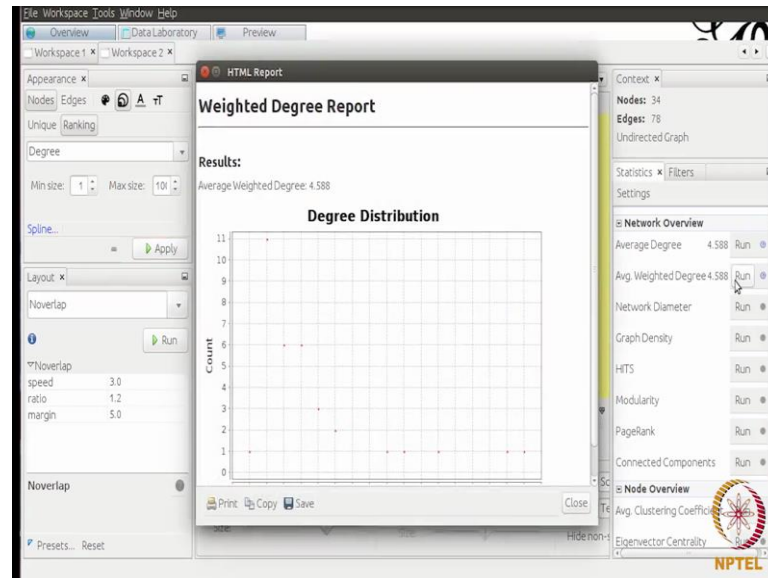 File Workspace Tools Window Help
Overview Data Laboratory Preview
Workspace 1 × Workspace 2 ×
Appearance ×
Nodes Edges
Unique Ranking
Degree
Min size: 1 Max size:
Spline...
Apply
Layout ×
Noverlap
Run
Noverlap
speed 3.0
ratio 1.2
margin 5.0
Noverlap
Presets... Reset
HTML Report
Weighted Degree Report
Results:
Average Weighted Degree: 4.588
Degree Distribution
11
10
9
8
7
6
5
4
3
2
1
0
Count
Print Copy Save
Close
Size:
Hide non-s
Context ×
Nodes: 34
Edges: 78
Undirected Graph
Statistics × Filters
Settings
Network Overview
Average Degree 4.588 Run
Avg. Weighted Degree 4.588 Run
Network Diameter Run
Graph Density Run
HITS Run
Modularity Run
PageRank Run
Connected Components Run
Node Overview
Avg. Clustering Coeffici
Eigenvector Centrality
NPTEL